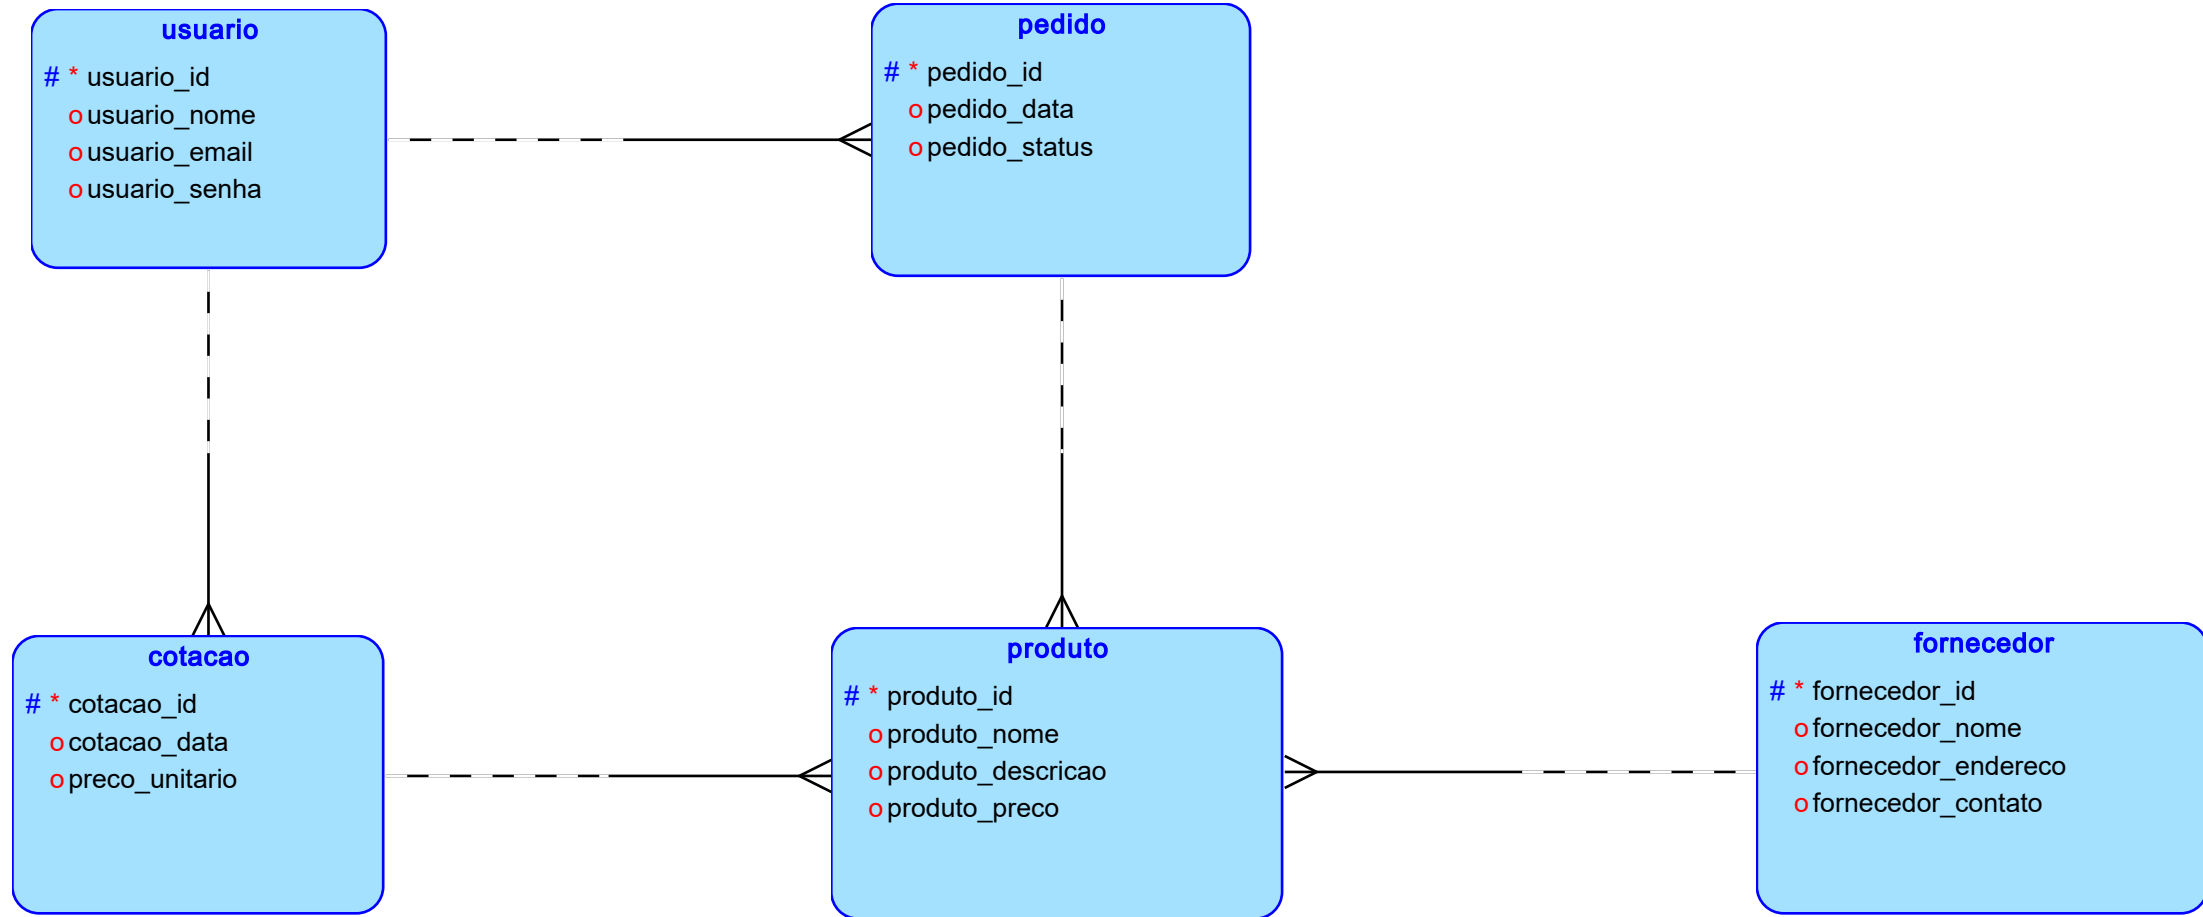 usuario
# * usuario_id
o usuario_nome
o usuario_email
o usuario_senha
pedido
# * pedido_id
o pedido_data
o pedido_status
cotacao
# * cotacao_id
o cotacao_data
o preco_unitario
produto
# * produto_id
o produto_nome
o produto_descricao
o produto_preco
fornecedor
# * fornecedor_id
o fornecedor_nome
o fornecedor_endereco
o fornecedor_contato